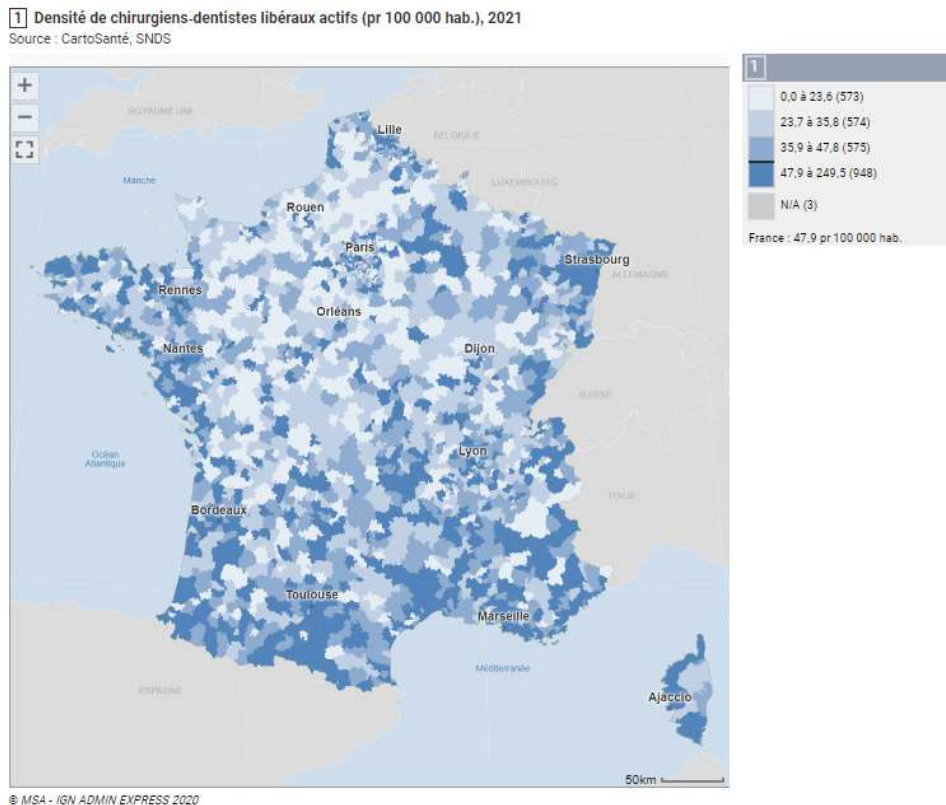 1 Densité de chirurgiens-dentistes libéraux actifs (pr 100 000 hab.), 2021
Source : CartoSanté, SNDS
1
0,0 à 23,6 (573)
23,7 à 35,8 (574)
35,9 à 47,8 (575)
47,9 à 249,5 (948)
N/A (3)
France : 47,9 pr 100 000 hab.
+
−
ROYAUME UNI
Lille
BELGIQUE
Manche
LUXEMBOURG
Rouen
Paris
Strasbourg
ALLEMAGNE
Rennes
Orléans
Nantes
Dijon
SUISSE
Océan
Atlantique
Lyon
ITALIE
Bordeaux
Toulouse
Marseille
Méditerranée
ESPAGNE
Ajaccio
50km
© MSA - IGN ADMIN EXPRESS 2020